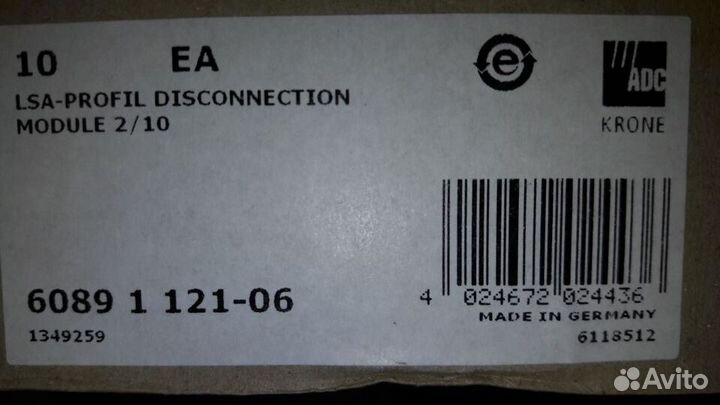 10 EA
LSA-PROFIL DISCONNECTION
MODULE 2/10
e
ADC
KRONE
6089 1 121-06
1349259
4 024672 024436
MADE IN GERMANY
6118512
Avito